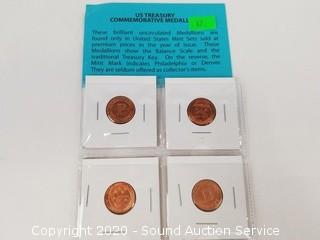 US TREASURY
COMMEMORATIVE MEDALL
These brilliant uncirculated Medallions are
found only in United States Mint Sets sold at
premium prices in the year of issue. These
Medallions show the Balance Scale and the
traditional Treasury Key. On the reverse, the
Mint Mark indicates Philadelphia or Denver.
They are seldom offered as collector's items.
P
D
Copyright 2020 - Sound Auction Service